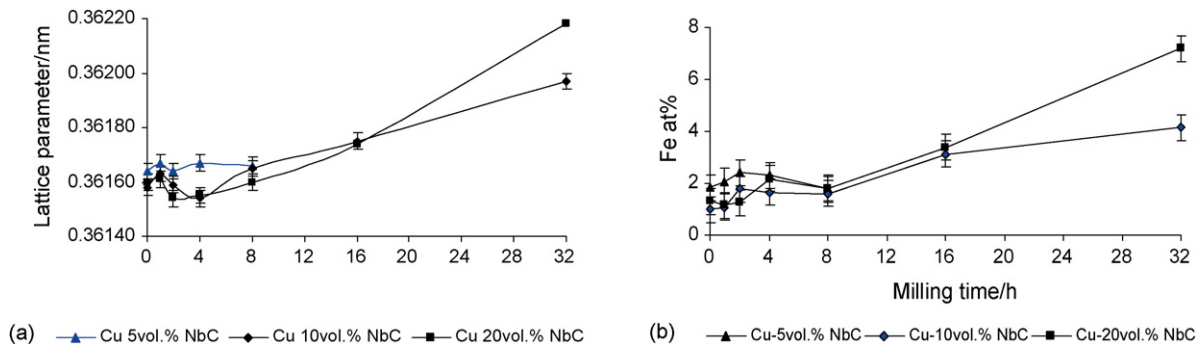 Lattice parameter/nm
0.36220
0.36200
0.36180
0.36160
0.36140
0 4 8 12 16 20 24 28 32
(a) Cu 5vol.% NbC Cu 10vol.% NbC Cu 20vol.% NbC
Fe at%
8
6
4
2
0
0 4 8 12 16 20 24 28 32
Milling time/h
(b) Cu-5vol.% NbC Cu-10vol.% NbC Cu-20vol.% NbC